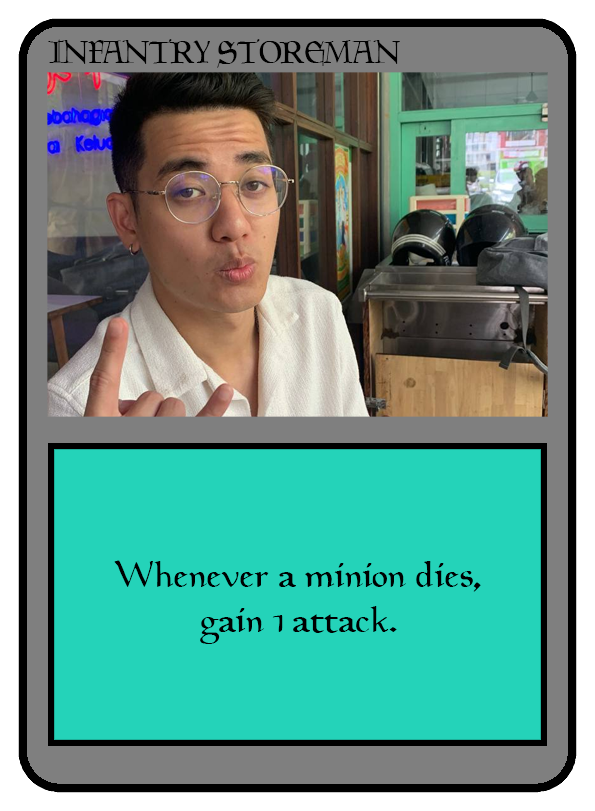 INFANTRY STOREMAN
Whenever a minion dies,
gain 1 attack.